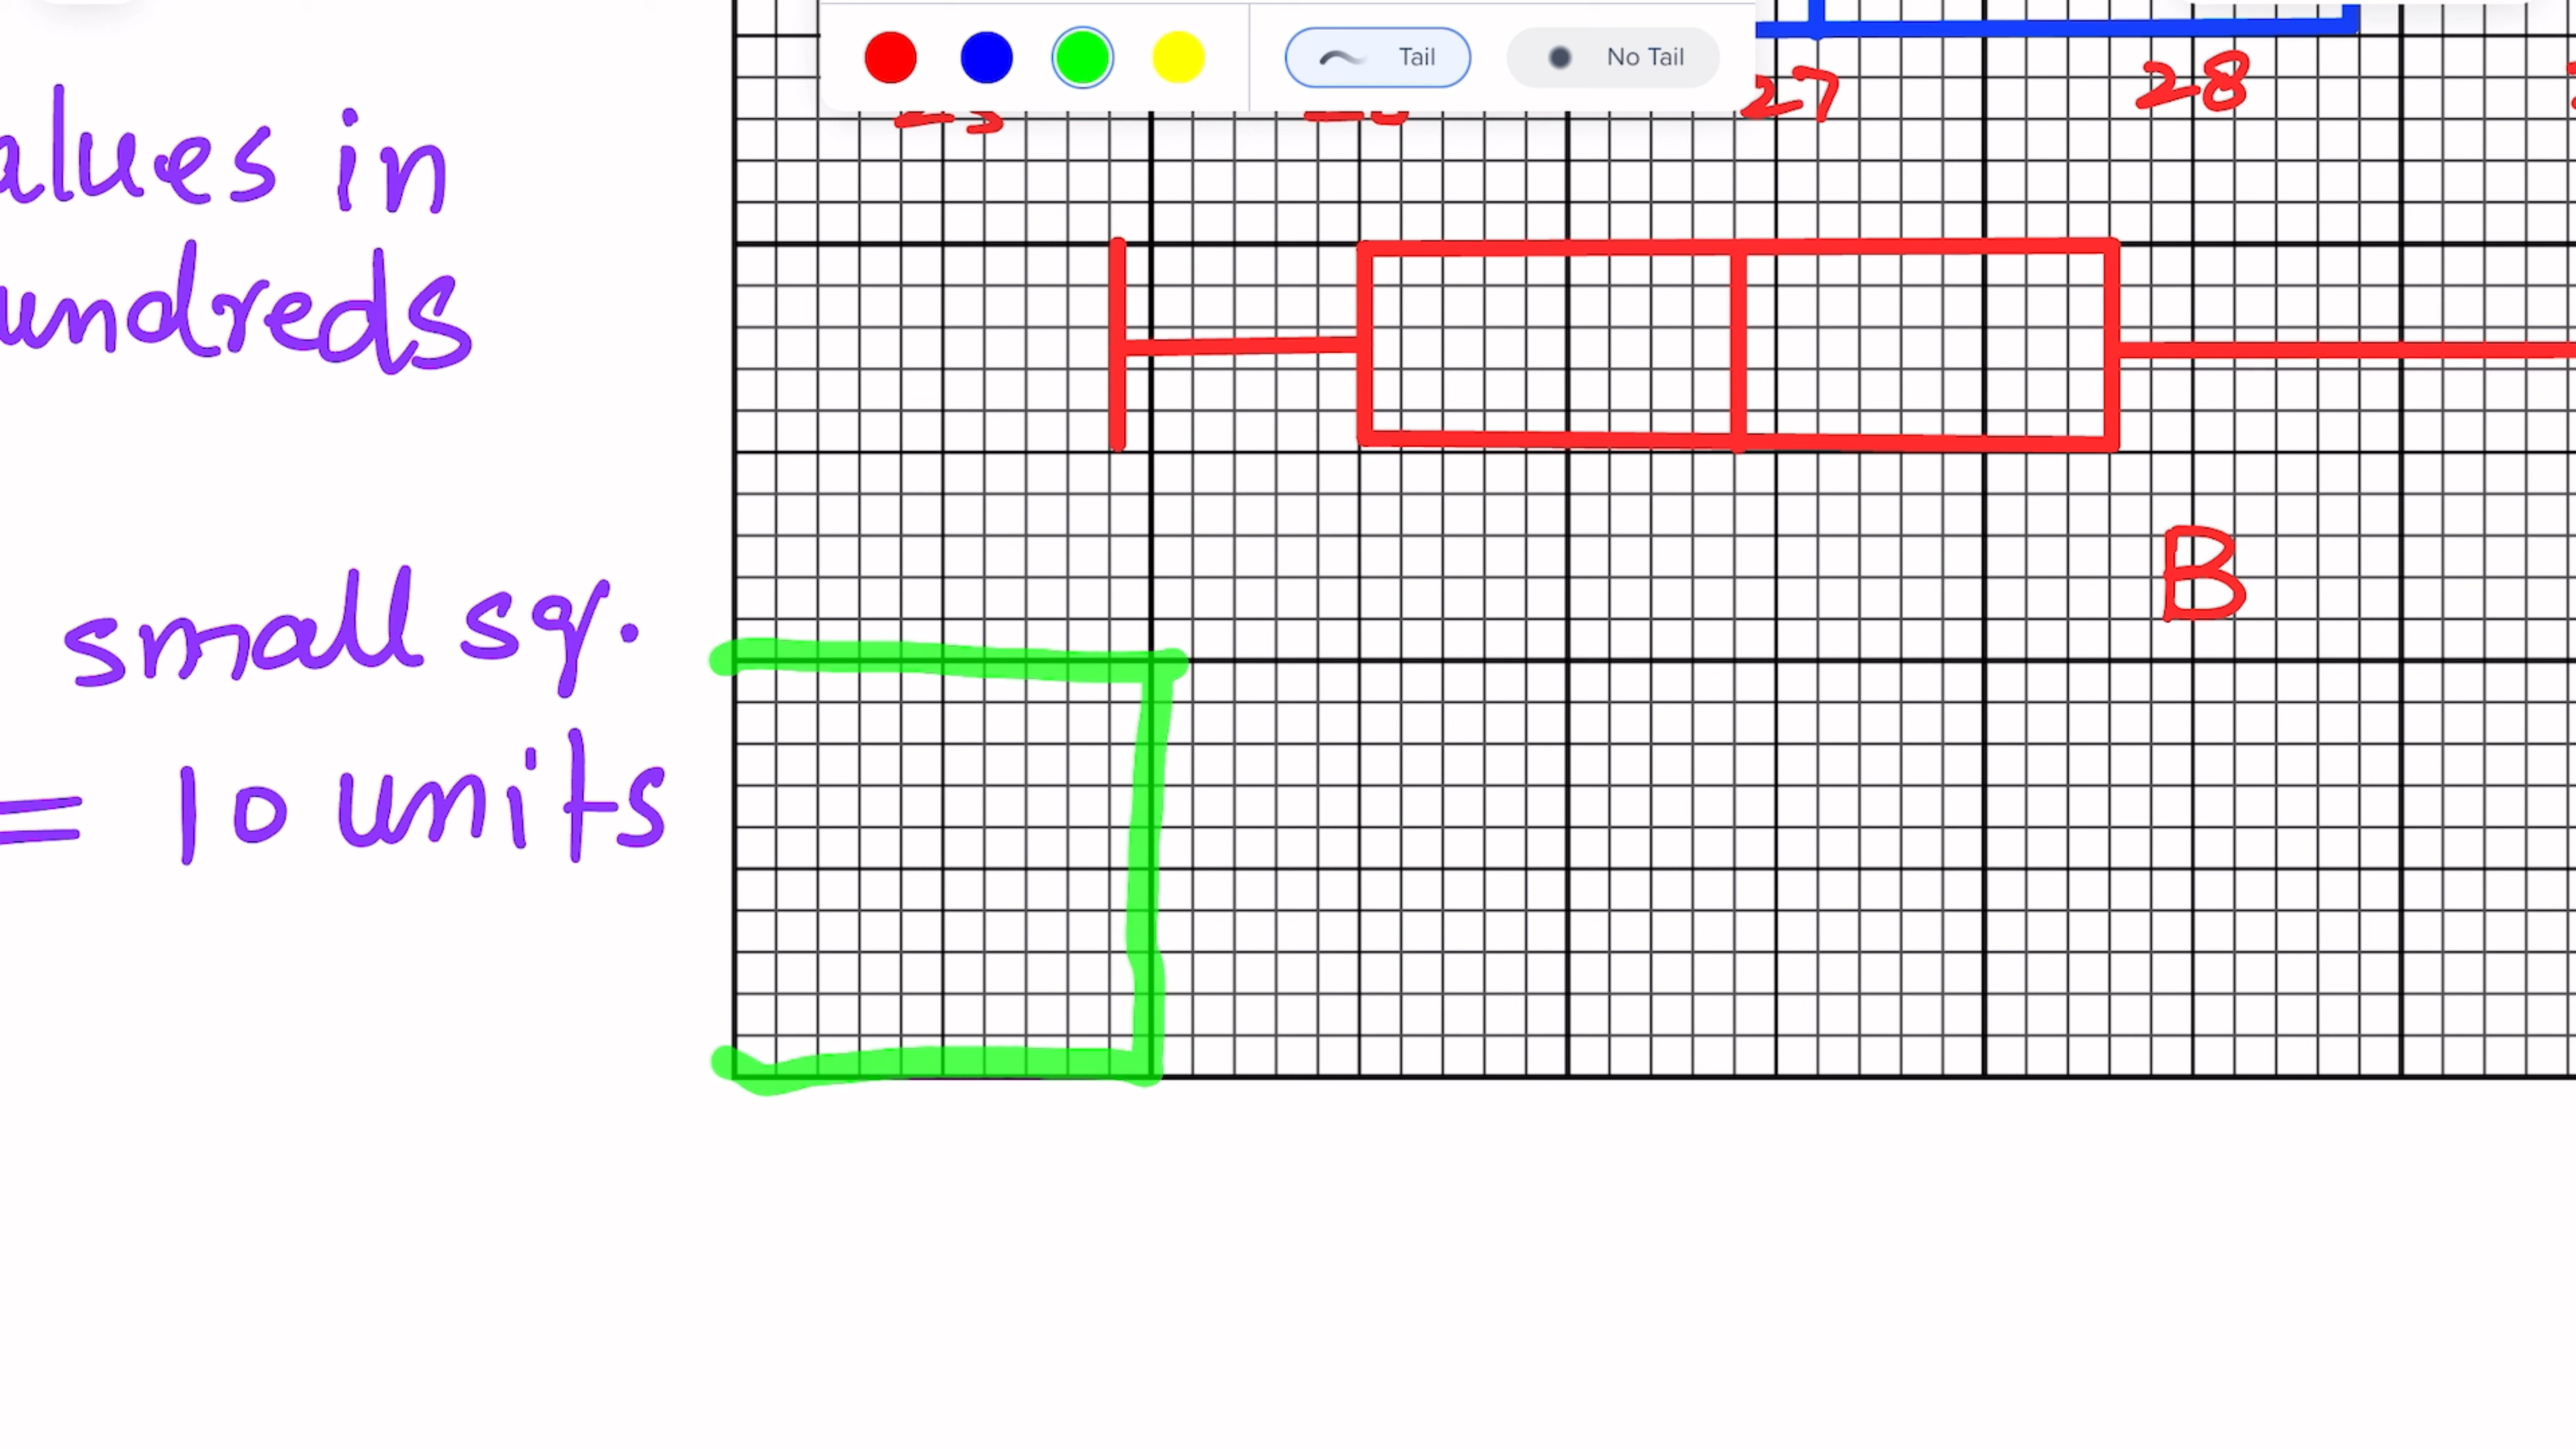 Tail No Tail
27 28
alues in
undreds
B
small sq.
= 10 units